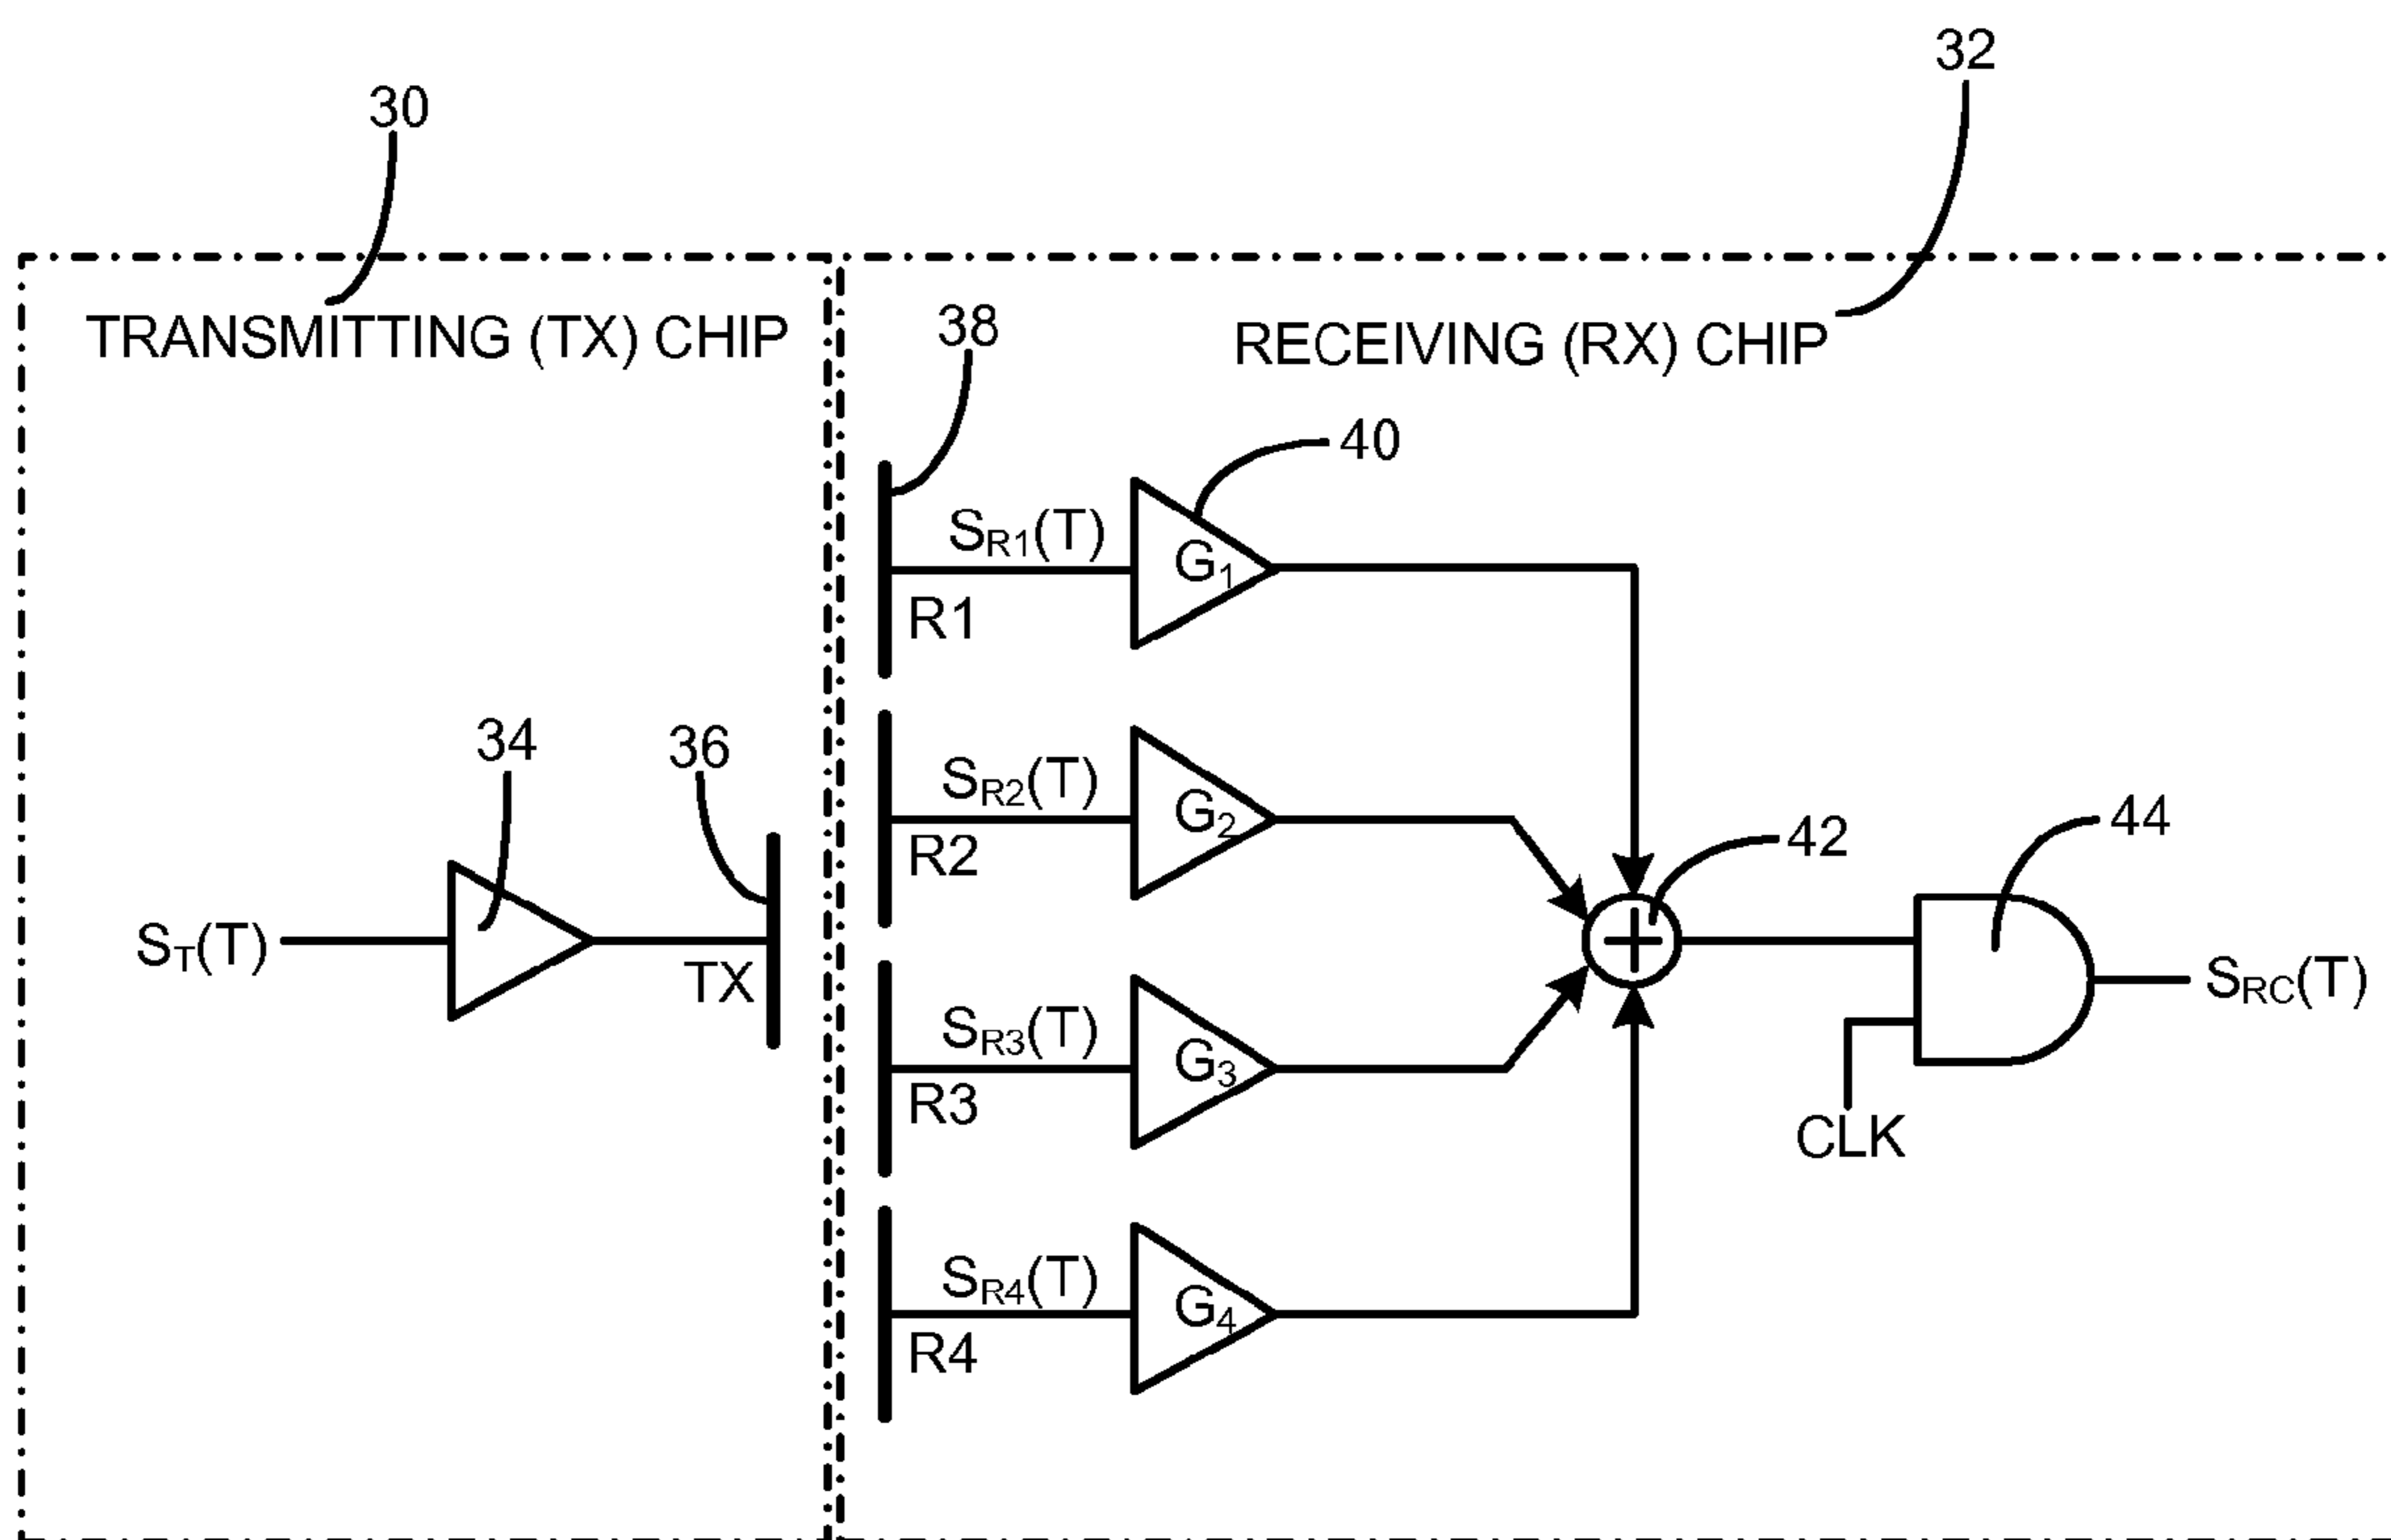 32
30
TRANSMITTING (TX) CHIP
38
RECEIVING (RX) CHIP
40
SR1(T)
G1
R1
34
36
SR2(T)
G2
R2
42
44
ST(T)
TX
SRC(T)
SR3(T)
G3
R3
CLK
SR4(T)
G4
R4